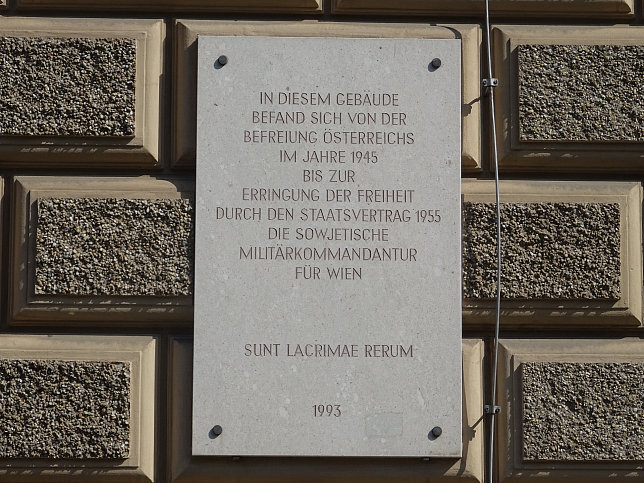 IN DIESEM GEBÄUDE
BEFAND SICH VON DER
BEFREIUNG ÖSTERREICHS
IM JAHRE 1945
BIS ZUR
ERRINGUNG DER FREIHEIT
DURCH DEN STAATSVERTRAG 1955
DIE SOWJETISCHE
MILITÄRKOMMANDANTUR
FÜR WIEN
SUNT LACRIMAE RERUM
1993